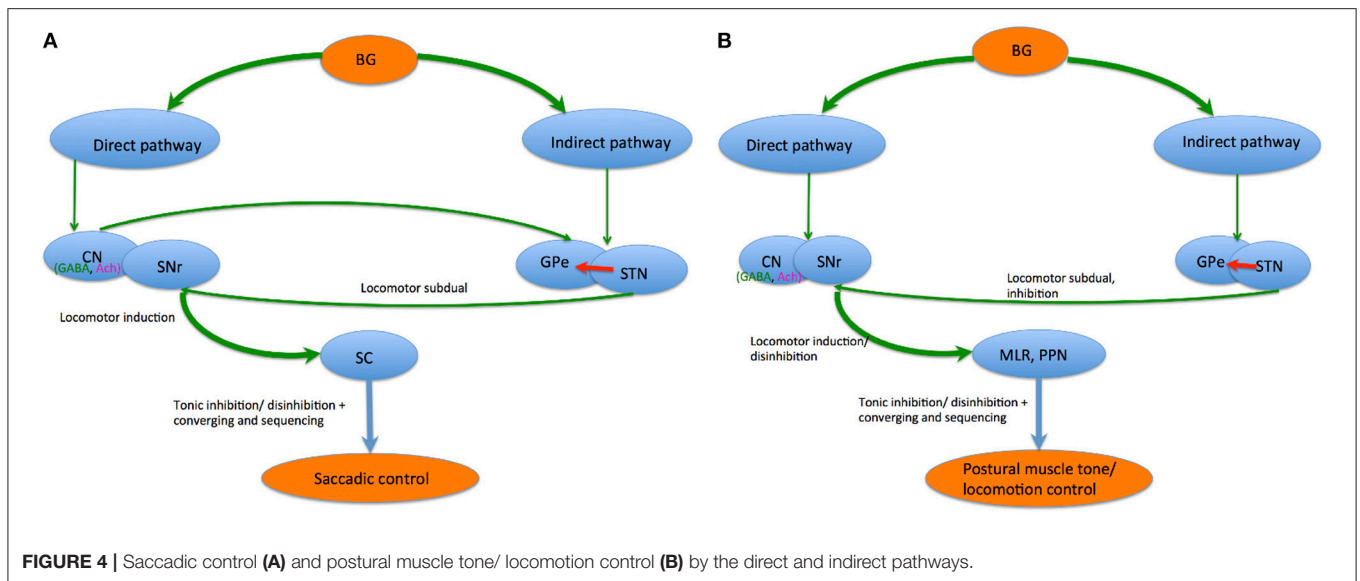 A
BG
Direct pathway
Indirect pathway
CN
(GABA, Ach)
SNr
GPe
STN
Locomotor subdual
Locomotor induction
SC
Tonic inhibition/ disinhibition +
converging and sequencing
Saccadic control
B
BG
Direct pathway
Indirect pathway
CN
(GABA, Ach)
SNr
GPe
STN
Locomotor subdual,
inhibition
Locomotor induction/
disinhibition
MLR, PPN
Tonic inhibition/ disinhibition +
converging and sequencing
Postural muscle tone/
locomotion control
FIGURE 4 | Saccadic control (A) and postural muscle tone/ locomotion control (B) by the direct and indirect pathways.